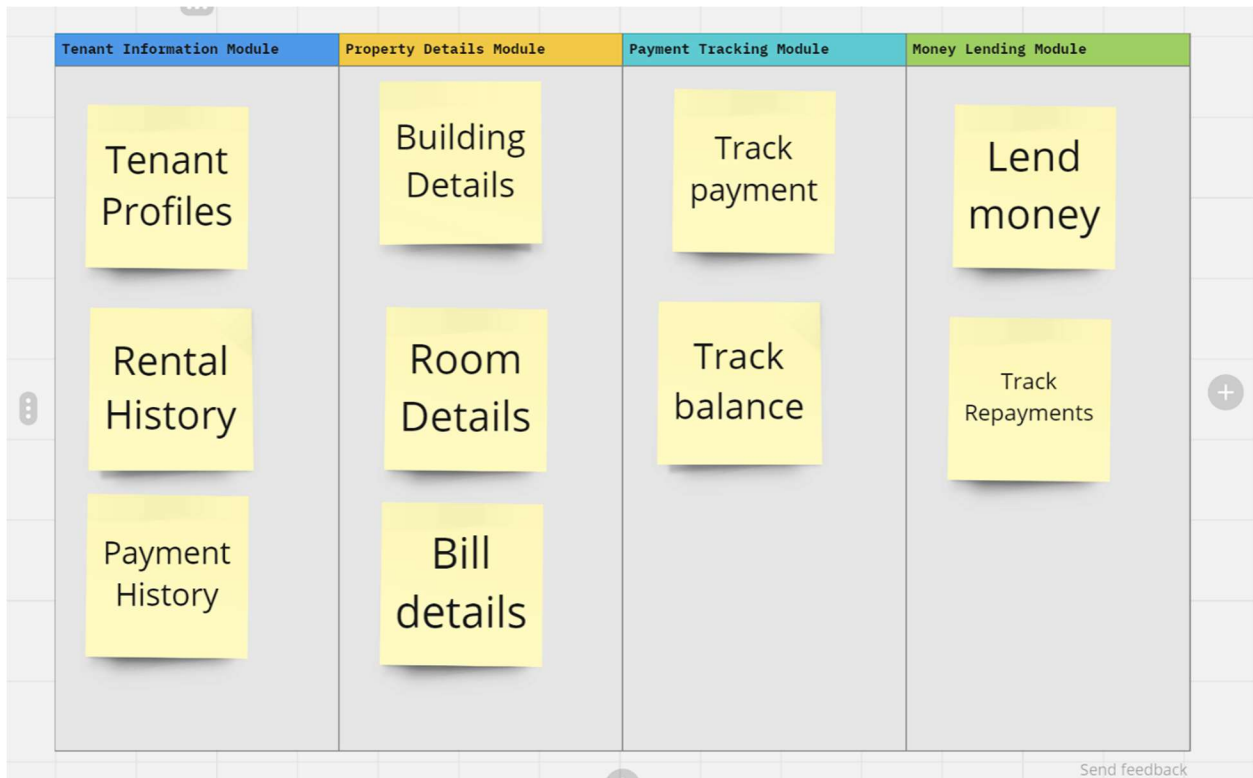 Tenant Information Module
Property Details Module
Payment Tracking Module
Money Lending Module
Tenant
Profiles
Rental
History
Payment
History
Building
Details
Room
Details
Bill
details
Track
payment
Track
balance
Lend
money
Track
Repayments
Send feedback